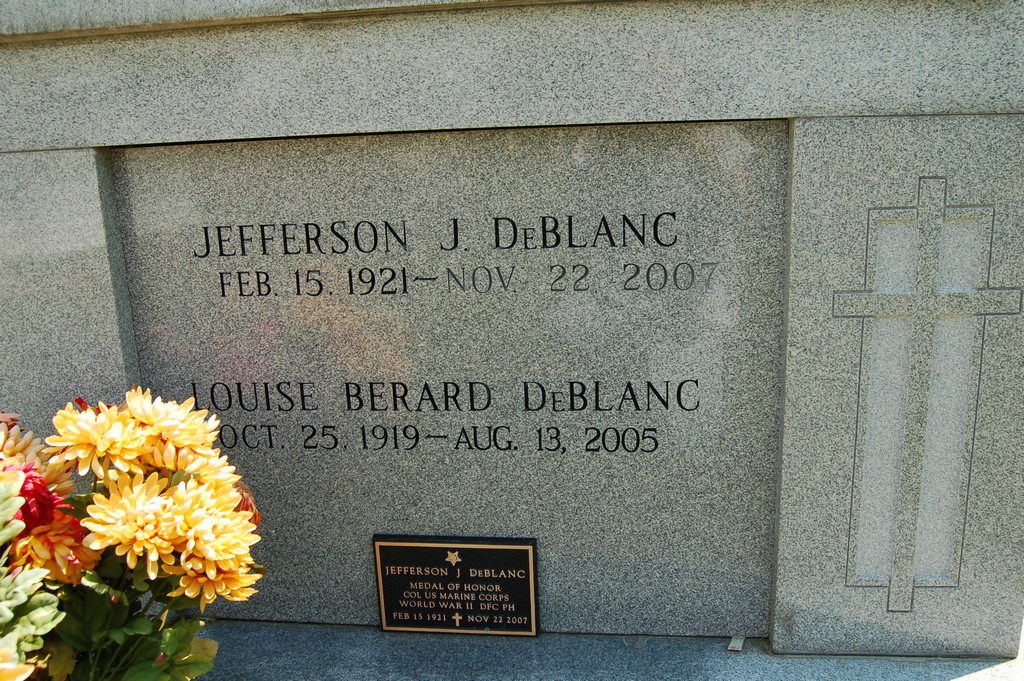 JEFFERSON J. DeBLANC
FEB. 15. 1921—NOV. 22 2007
LOUISE BERARD DeBLANC
OCT. 25. 1919—AUG. 13, 2005
JEFFERSON J DeBLANC
MEDAL OF HONOR
COL US MARINE CORPS
WORLD WAR II DFC PH
FEB 15 1921 NOV 22 2007